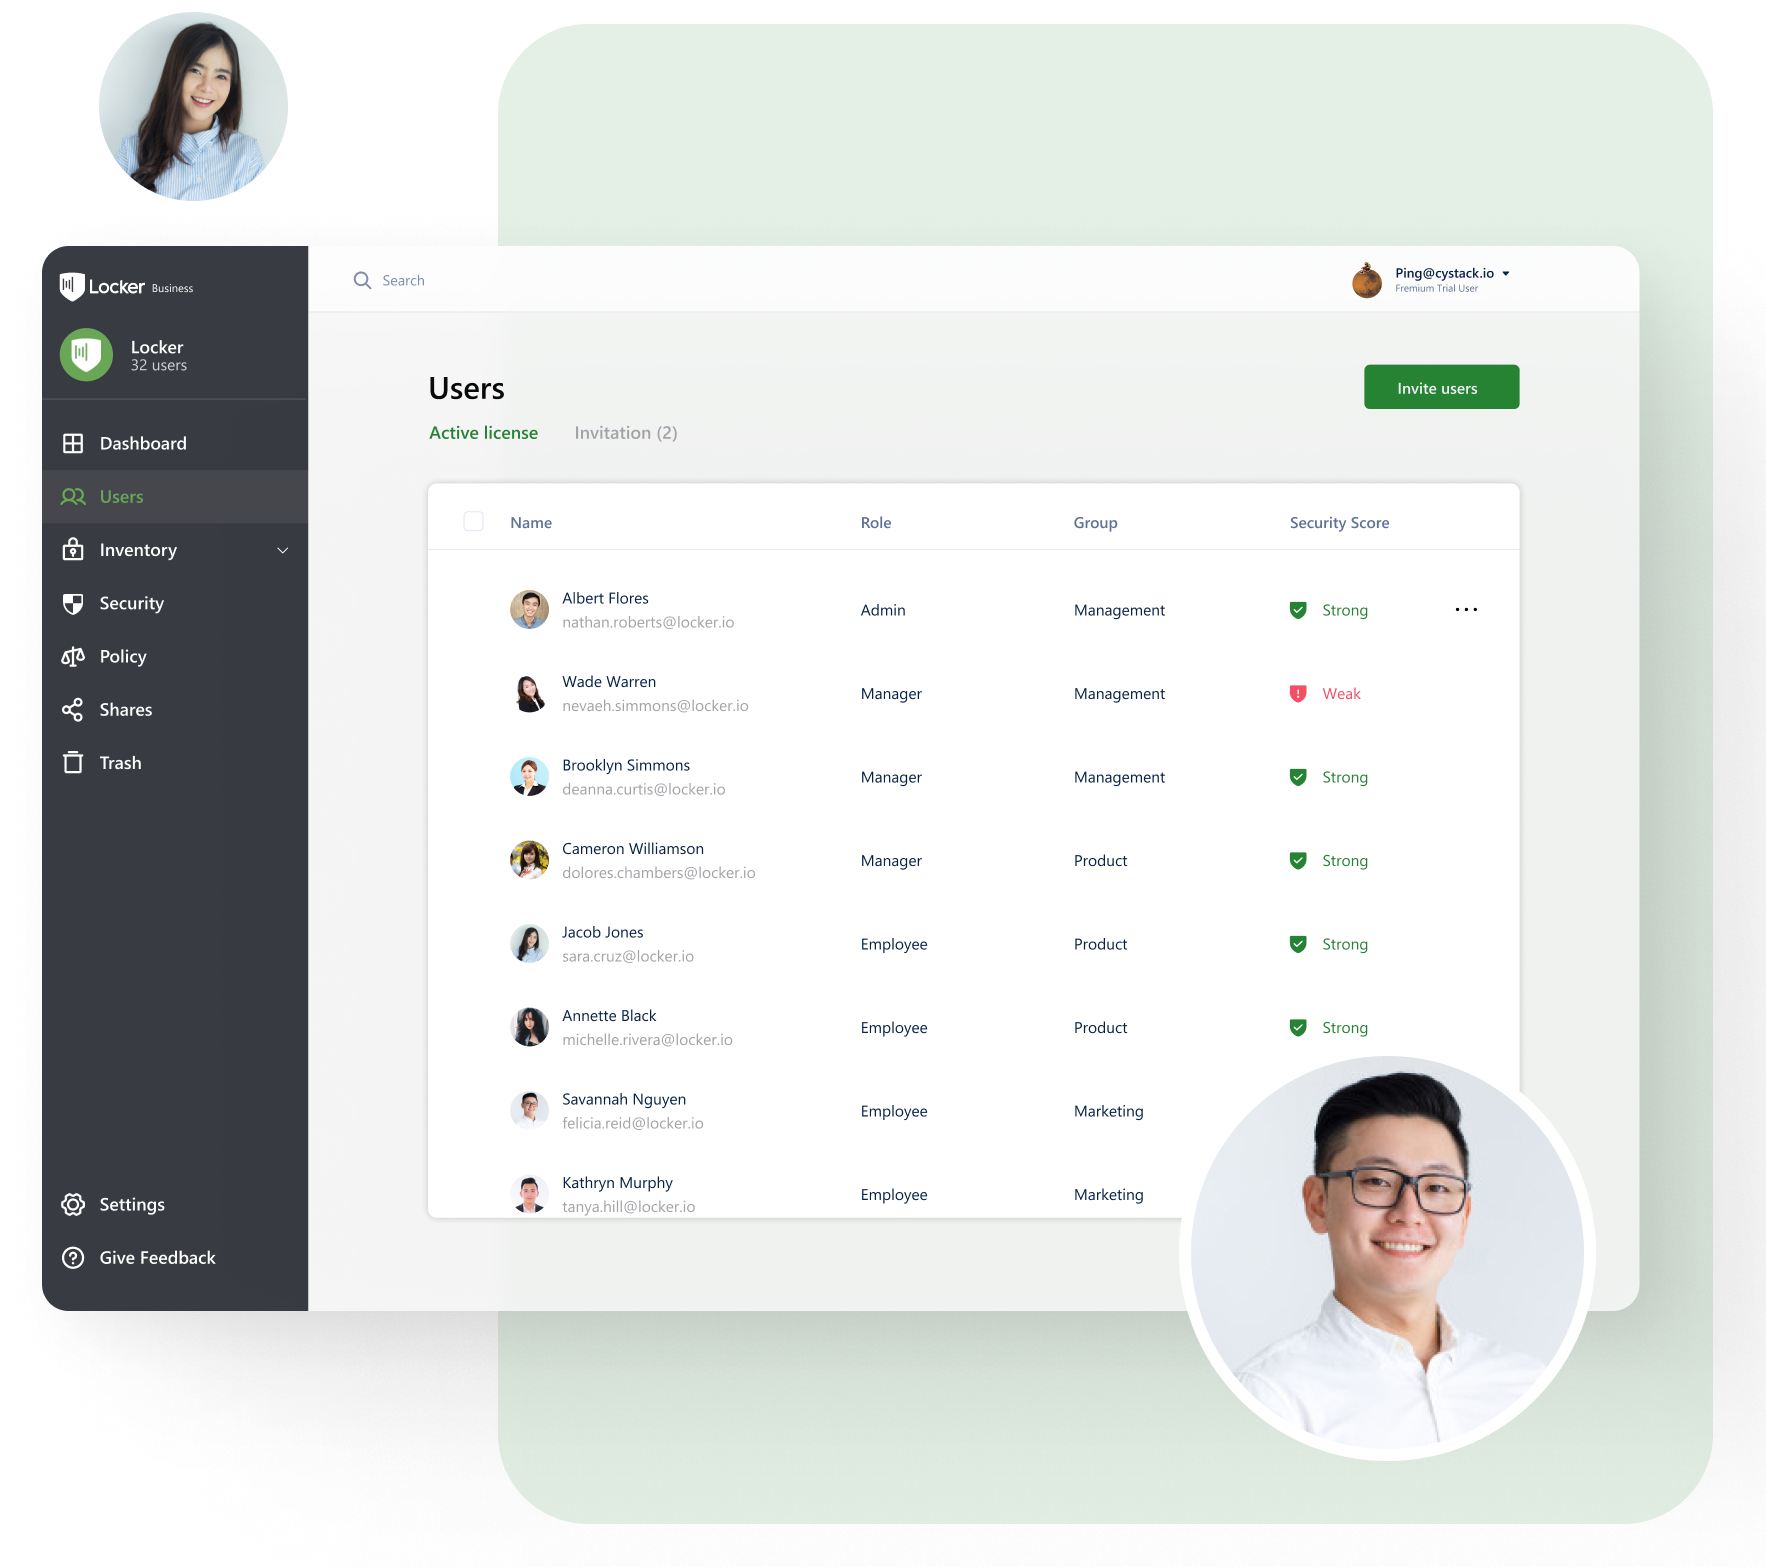 Locker Business
Search
Ping@cystack.io
Fremium Trial User
Locker
32 users
Users
Invite users
Active license Invitation (2)
Dashboard
Users
Inventory
Security
Policy
Shares
Trash
Settings
Give Feedback
Name Role Group Security Score
Albert Flores
nathan.roberts@locker.io
Admin Management Strong
Wade Warren
nevaeh.simmons@locker.io
Manager Management Weak
Brooklyn Simmons
deanna.curtis@locker.io
Manager Management Strong
Cameron Williamson
dolores.chambers@locker.io
Manager Product Strong
Jacob Jones
sara.cruz@locker.io
Employee Product Strong
Annette Black
michelle.rivera@locker.io
Employee Product Strong
Savannah Nguyen
felicia.reid@locker.io
Employee Marketing
Kathryn Murphy
tanya.hill@locker.io
Employee Marketing